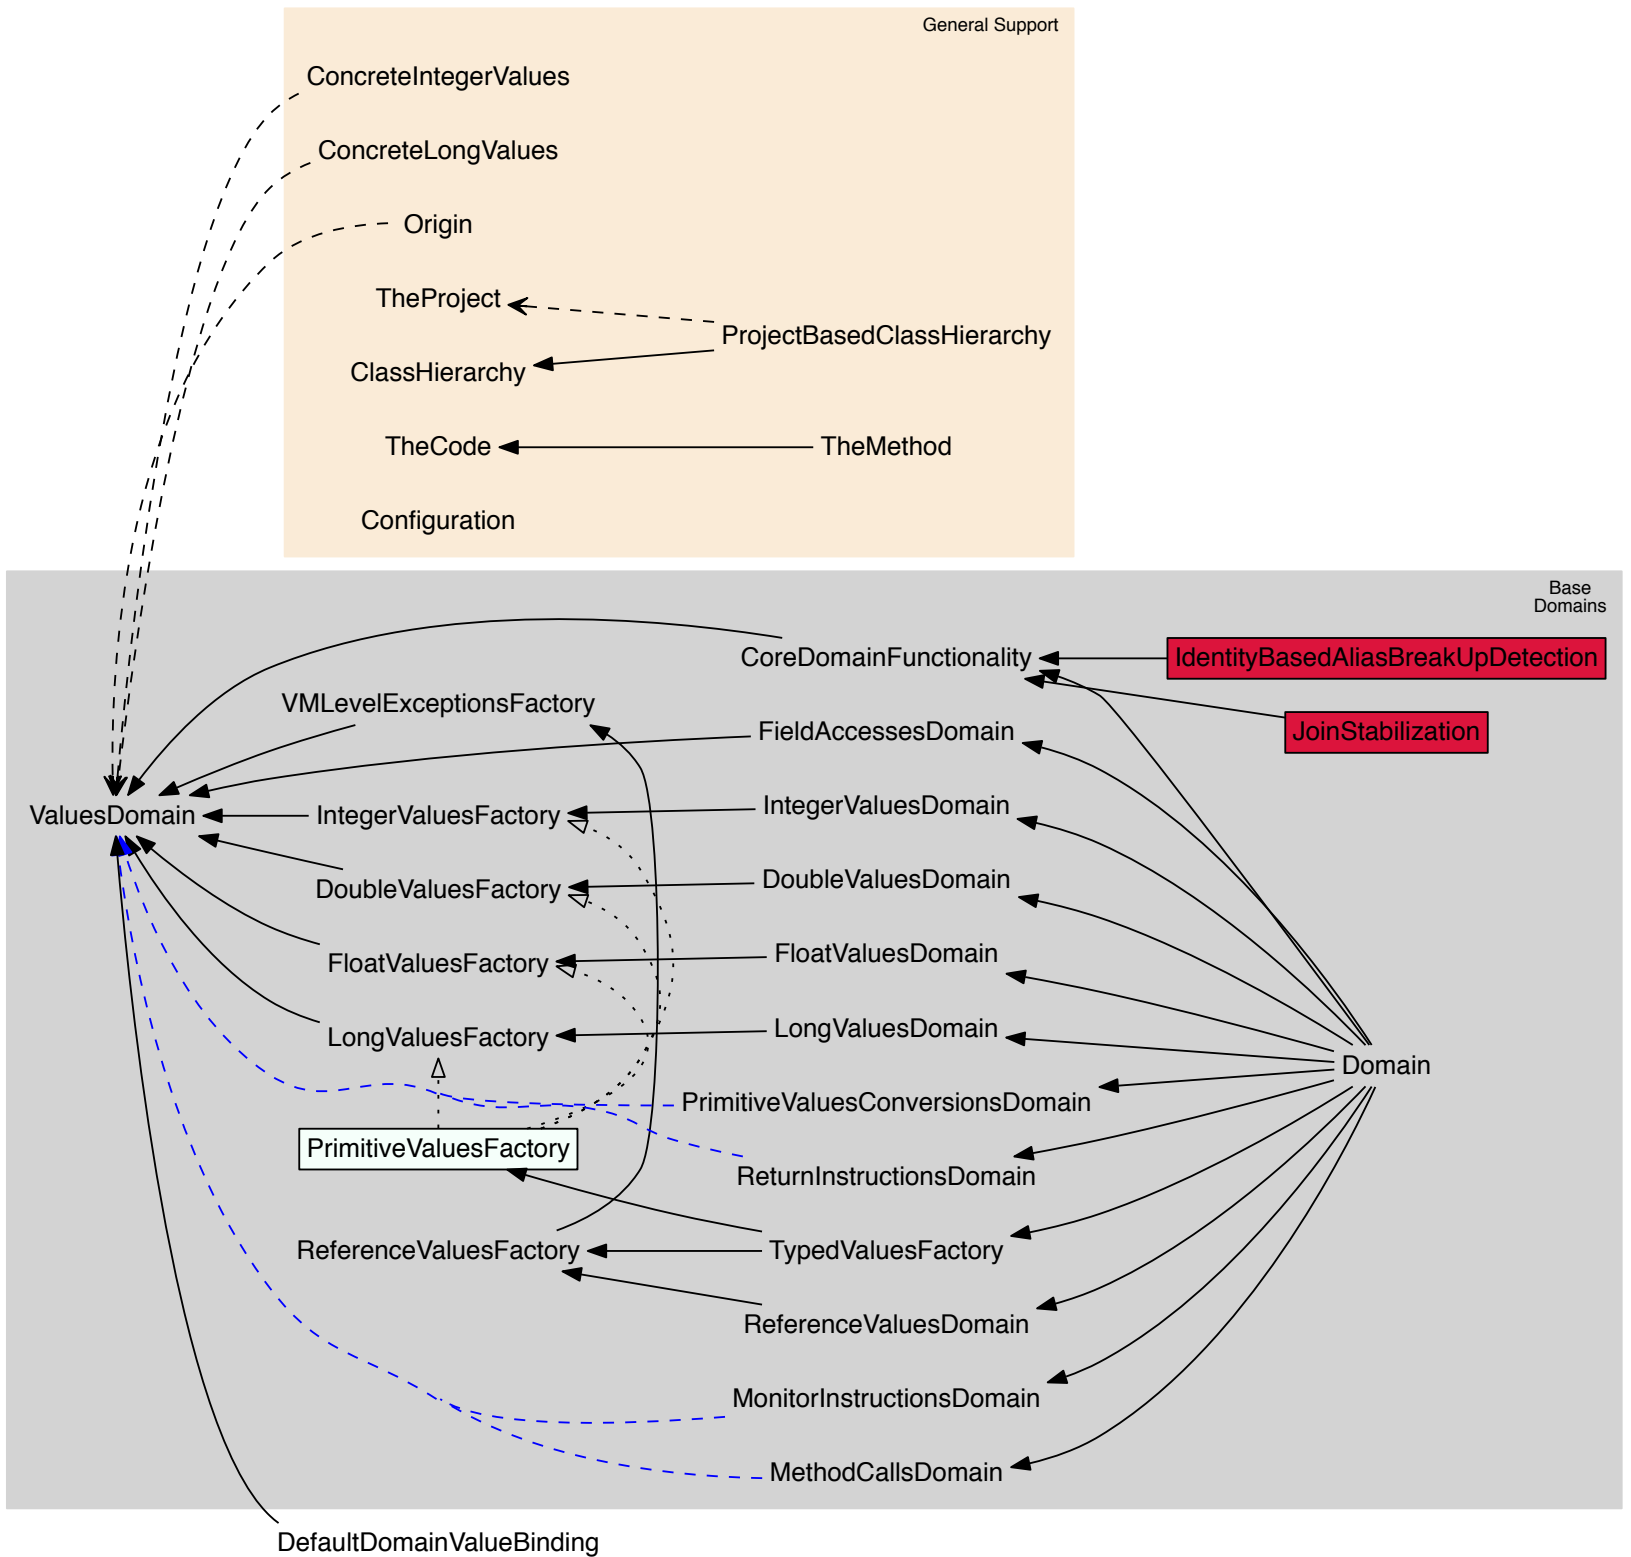 General Support
ConcreteIntegerValues
ConcreteLongValues
Origin
TheProject
ProjectBasedClassHierarchy
ClassHierarchy
TheCode
TheMethod
Configuration
Base
Domains
CoreDomainFunctionality
IdentityBasedAliasBreakUpDetection
VMLevelExceptionsFactory
FieldAccessesDomain
JoinStabilization
ValuesDomain
IntegerValuesFactory
IntegerValuesDomain
DoubleValuesFactory
DoubleValuesDomain
FloatValuesFactory
FloatValuesDomain
LongValuesFactory
LongValuesDomain
Domain
PrimitiveValuesConversionsDomain
PrimitiveValuesFactory
ReturnInstructionsDomain
ReferenceValuesFactory
TypedValuesFactory
ReferenceValuesDomain
MonitorInstructionsDomain
MethodCallsDomain
DefaultDomainValueBinding